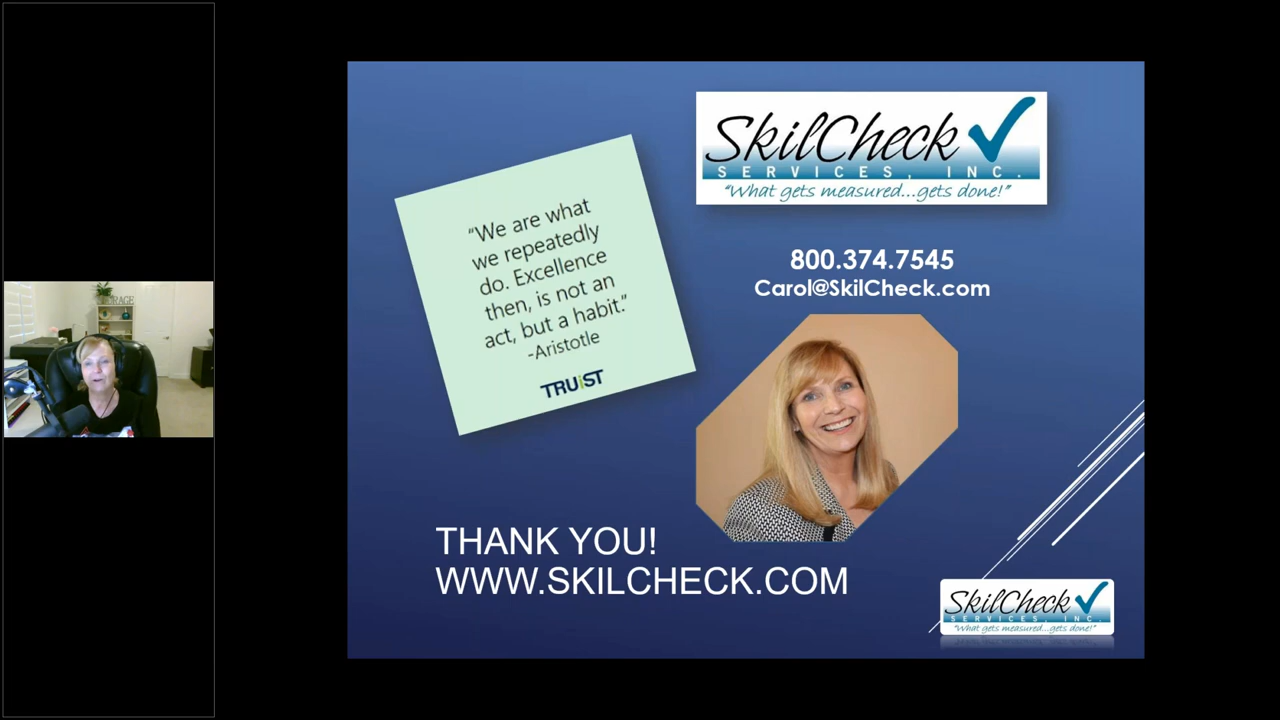 SkilCheck
SERVICES, INC.
“What gets measured...gets done!”
“We are what
we repeatedly
do. Excellence
then, is not an
act, but a habit.”
-Aristotle
TRUIST
800.374.7545
Carol@SkilCheck.com
THANK YOU!
WWW.SKILCHECK.COM
SkilCheck
SERVICES, INC.
“What gets measured...gets done!”
RAGE